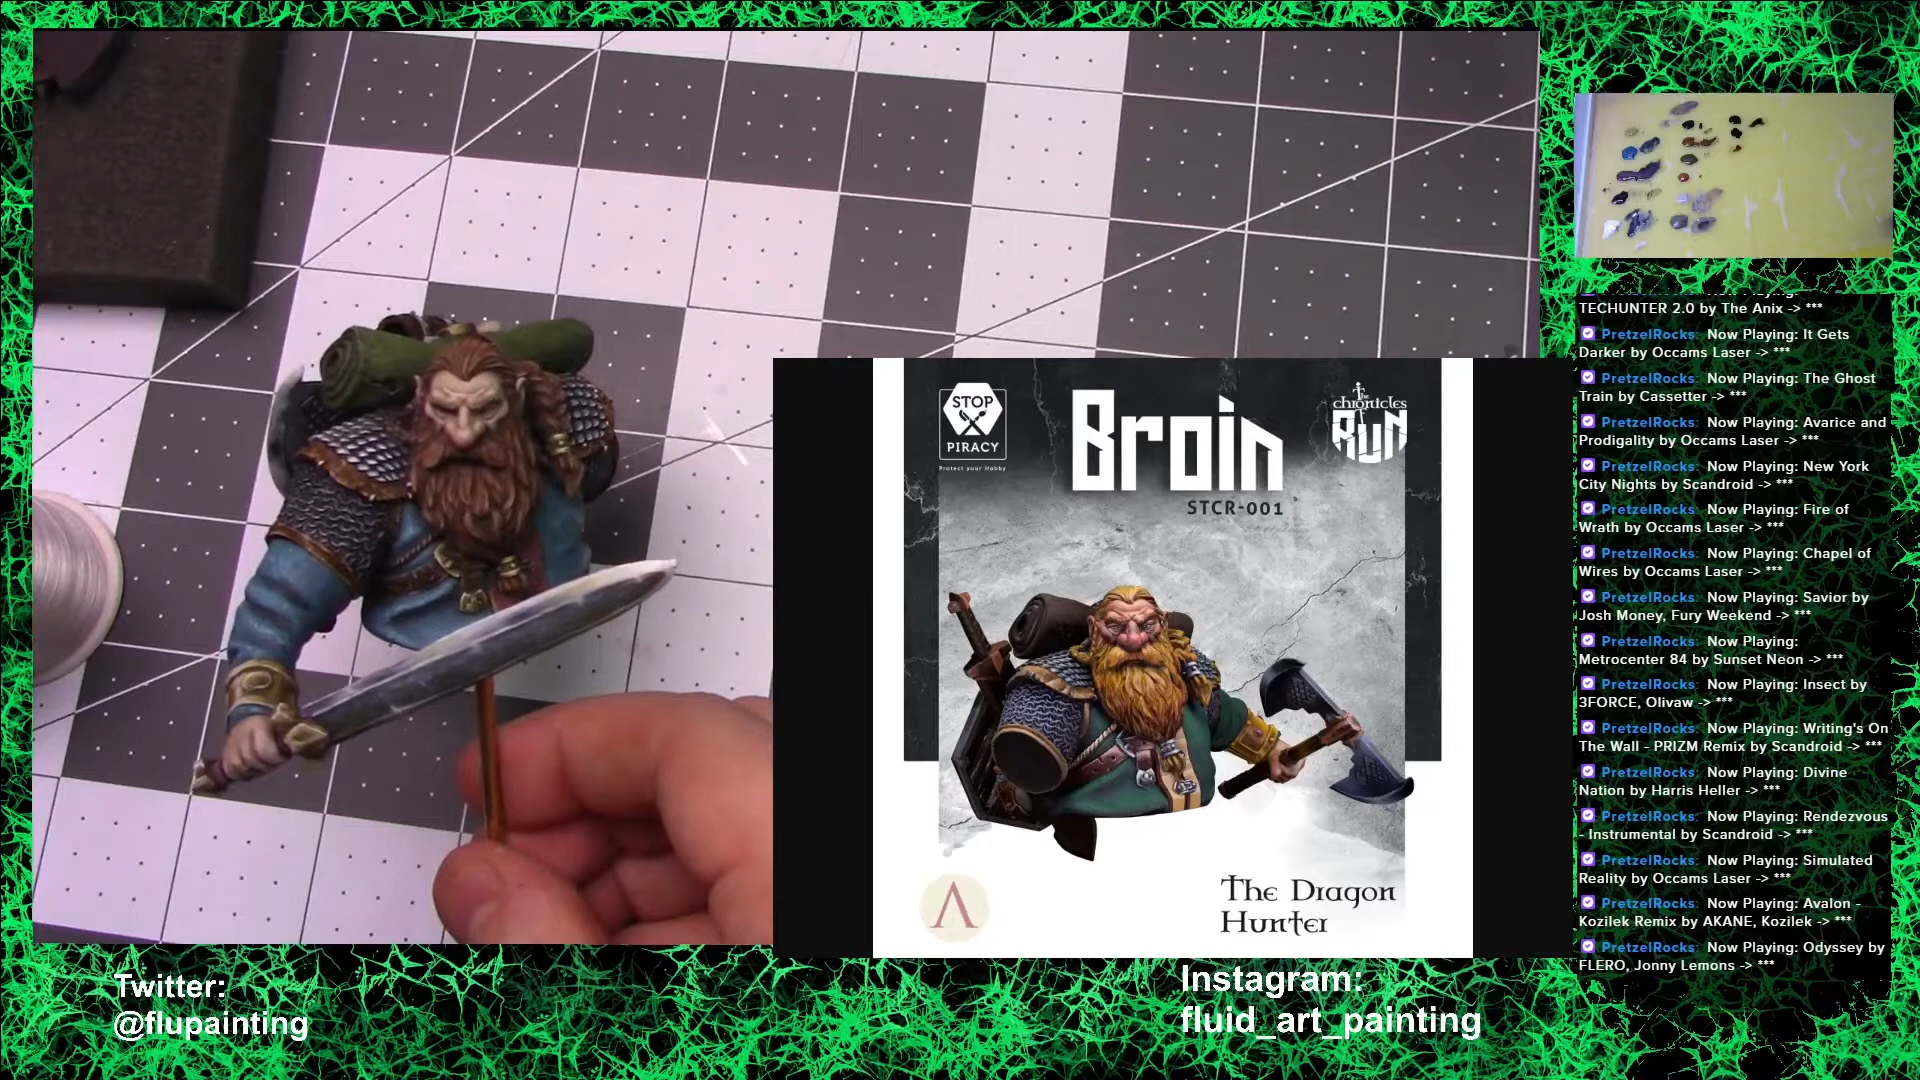 STOP
PIRACY
Protect your Hobby
Broin
STCR-001
The
chronicles
of
RUN
The Dragon
Hunter
Twitter:
@flupainting
Instagram:
fluid_art_painting
TECHUNTER 2.0 by The Anix -> ***
PretzelRocks: Now Playing: It Gets
Darker by Occams Laser -> ***
PretzelRocks: Now Playing: The Ghost
Train by Cassetter -> ***
PretzelRocks: Now Playing: Avarice and
Prodigality by Occams Laser -> ***
PretzelRocks: Now Playing: New York
City Nights by Scandroid -> ***
PretzelRocks: Now Playing: Fire of
Wrath by Occams Laser -> ***
PretzelRocks: Now Playing: Chapel of
Wires by Occams Laser -> ***
PretzelRocks: Now Playing: Savior by
Josh Money, Fury Weekend -> ***
PretzelRocks: Now Playing:
Metrocenter 84 by Sunset Neon -> ***
PretzelRocks: Now Playing: Insect by
3FORCE, Olivaw -> ***
PretzelRocks: Now Playing: Writing's On
The Wall - PRIZM Remix by Scandroid -> ***
PretzelRocks: Now Playing: Divine
Nation by Harris Heller -> ***
PretzelRocks: Now Playing: Rendezvous
- Instrumental by Scandroid -> ***
PretzelRocks: Now Playing: Simulated
Reality by Occams Laser -> ***
PretzelRocks: Now Playing: Avalon -
Kozilek Remix by AKANE, Kozilek -> ***
PretzelRocks: Now Playing: Odyssey by
FLERO, Jonny Lemons -> ***